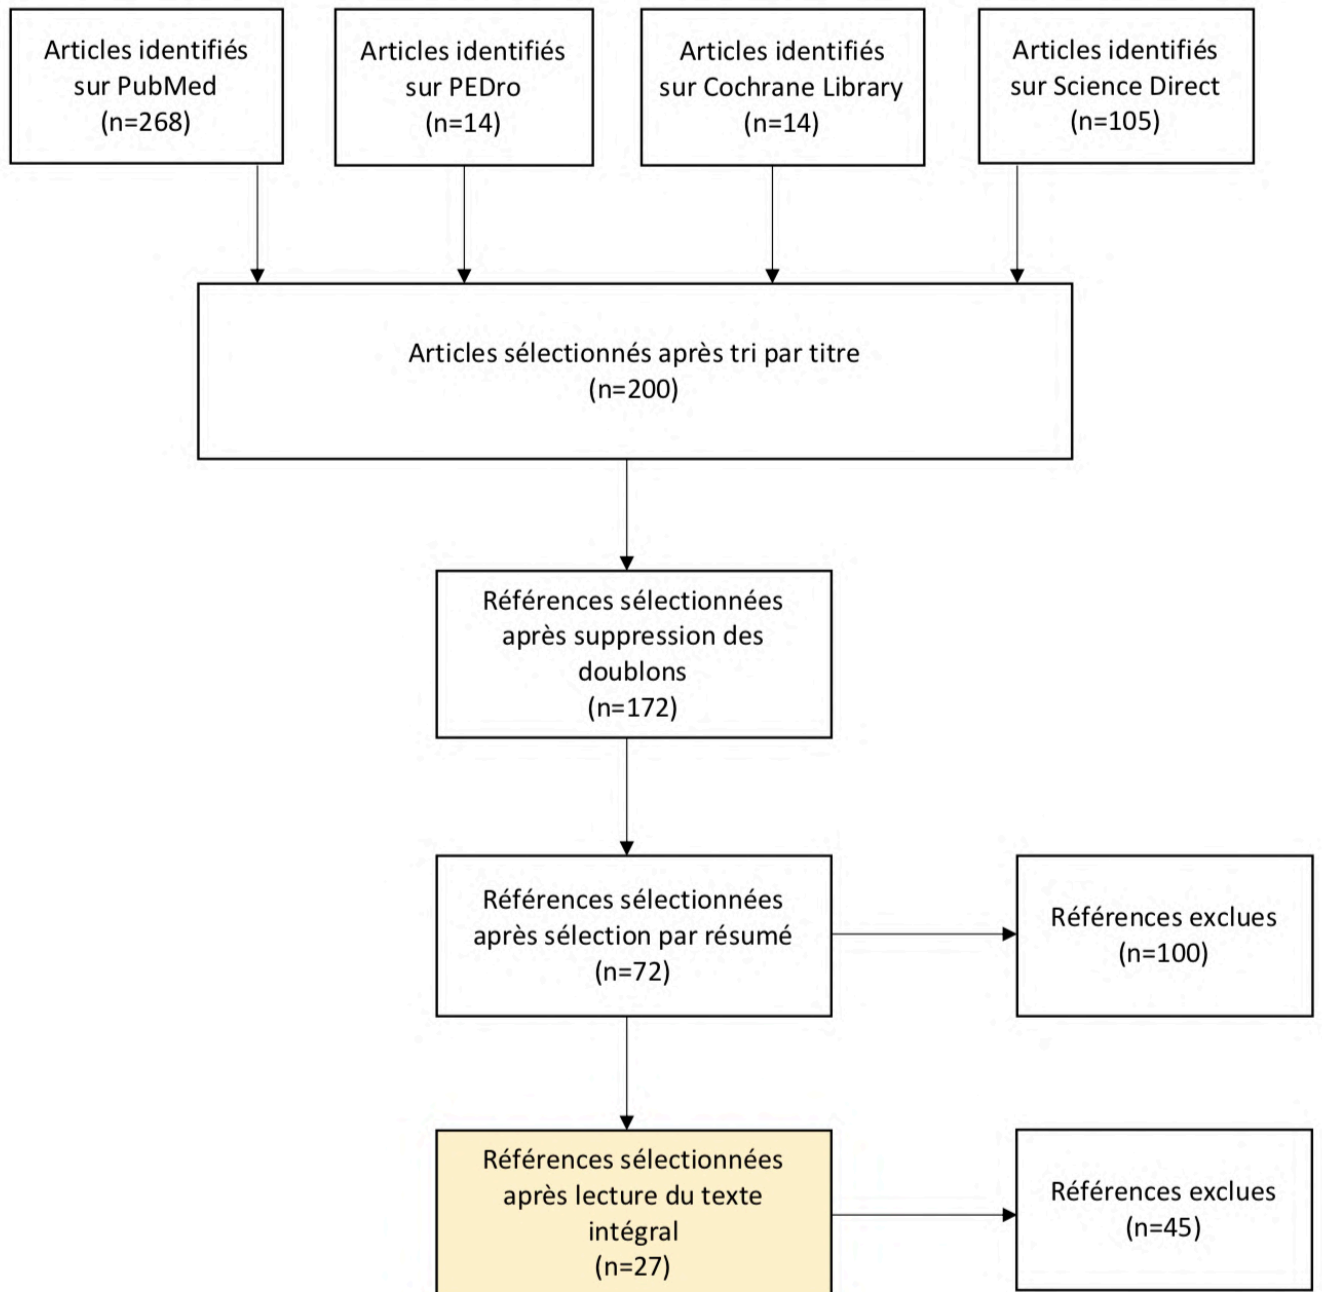 Articles identifiés
sur PubMed
(n=268)
Articles identifiés
sur PEDro
(n=14)
Articles identifiés
sur Cochrane Library
(n=14)
Articles identifiés
sur Science Direct
(n=105)
Articles sélectionnés après tri par titre
(n=200)
Références sélectionnées
après suppression des
doublons
(n=172)
Références sélectionnées
après sélection par résumé
(n=72)
Références exclues
(n=100)
Références sélectionnées
après lecture du texte
intégral
(n=27)
Références exclues
(n=45)